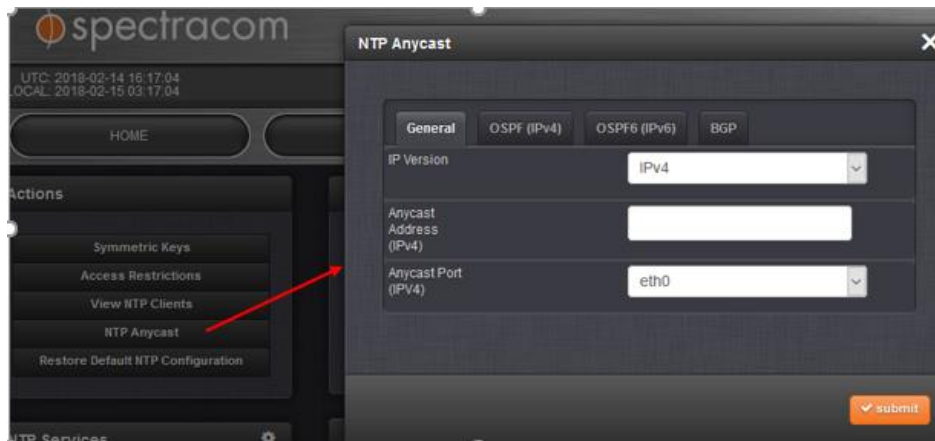 spectracom
UTC: 2018-02-14 16:17:04
LOCAL: 2018-02-15 03:17:04
HOME
Actions
Symmetric Keys
Access Restrictions
View NTP Clients
NTP Anycast
Restore Default NTP Configuration
NTP Services
NTP Anycast
General
OSPF (IPv4)
OSPF6 (IPv6)
BGP
IP Version
IPv4
Anycast
Address
(IPv4)
Anycast Port
(IPV4)
eth0
submit